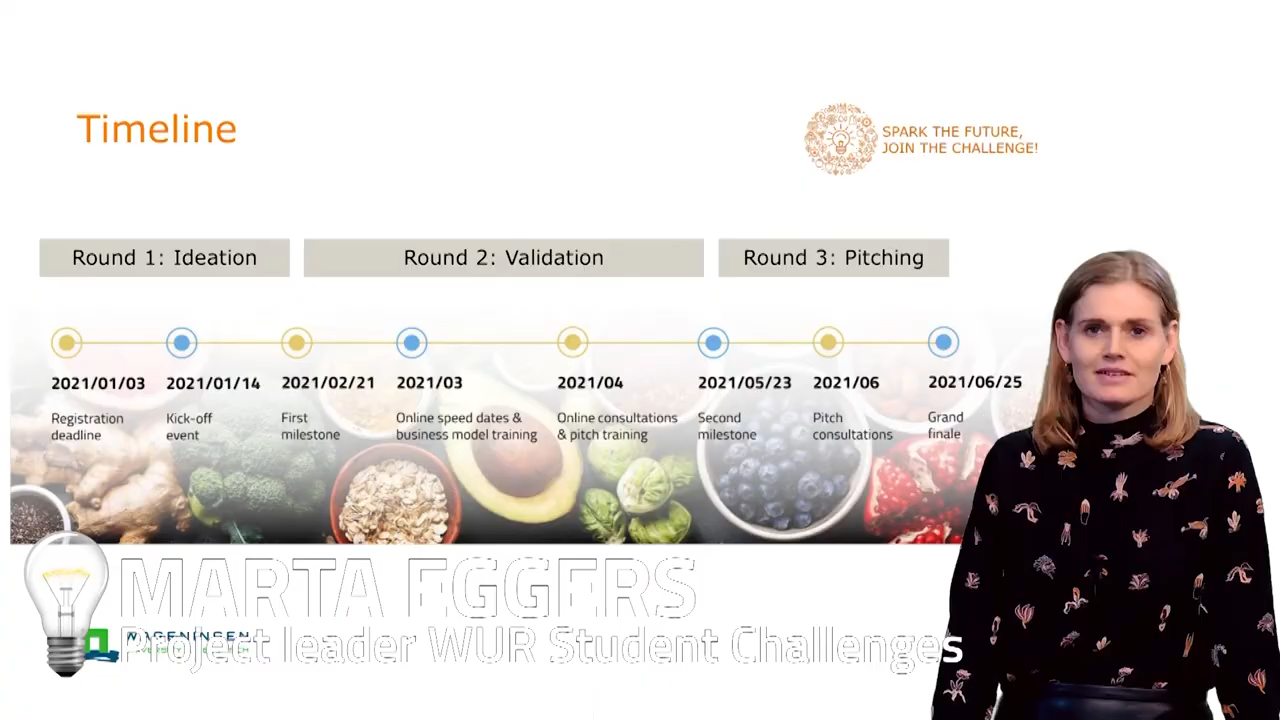 Timeline
SPARK THE FUTURE,
JOIN THE CHALLENGE!
Round 1: Ideation
Round 2: Validation
Round 3: Pitching
2021/01/03
Registration
deadline
2021/01/14
Kick-off
event
2021/02/21
First
milestone
2021/03
Online speed dates &
business model training
2021/04
Online consultations
& pitch training
2021/05/23
Second
milestone
2021/06
Pitch
consultations
2021/06/25
Grand
finale
MARTA EGGERS
Project leader WUR Student Challenges